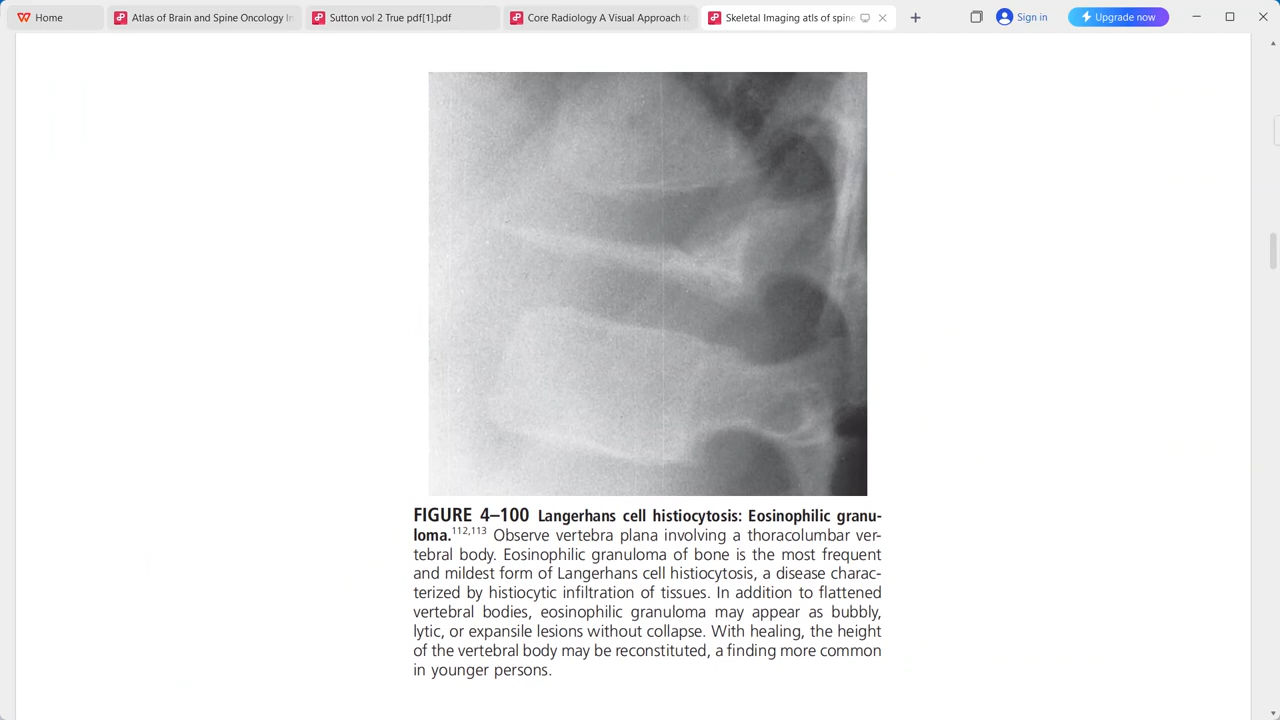 Home
Atlas of Brain and Spine Oncology I
Sutton vol 2 True pdf[1].pdf
Core Radiology A Visual Approach to
Skeletal Imaging atls of spine
Sign in
Upgrade now
FIGURE 4–100 Langerhans cell histiocytosis: Eosinophilic granu-
loma.112,113 Observe vertebra plana involving a thoracolumbar ver-
tebral body. Eosinophilic granuloma of bone is the most frequent
and mildest form of Langerhans cell histiocytosis, a disease charac-
terized by histiocytic infiltration of tissues. In addition to flattened
vertebral bodies, eosinophilic granuloma may appear as bubbly,
lytic, or expansile lesions without collapse. With healing, the height
of the vertebral body may be reconstituted, a finding more common
in younger persons.